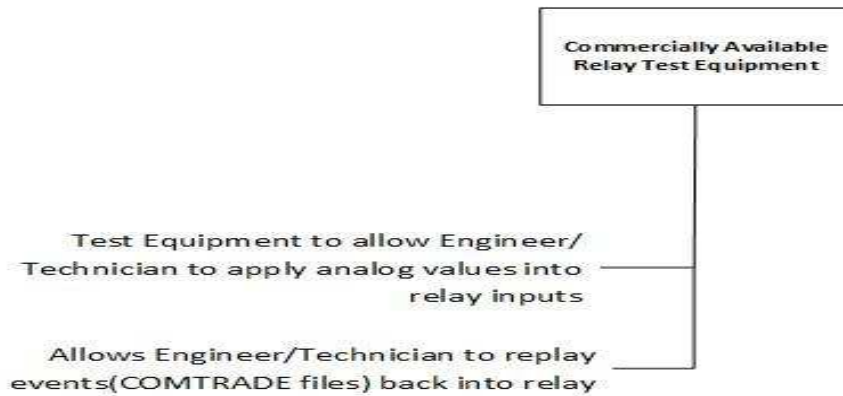 Commercially Available
Relay Test Equipment
Test Equipment to allow Engineer/
Technician to apply analog values into
relay inputs
Allows Engineer/Technician to replay
events(COMTRADE files) back into relay